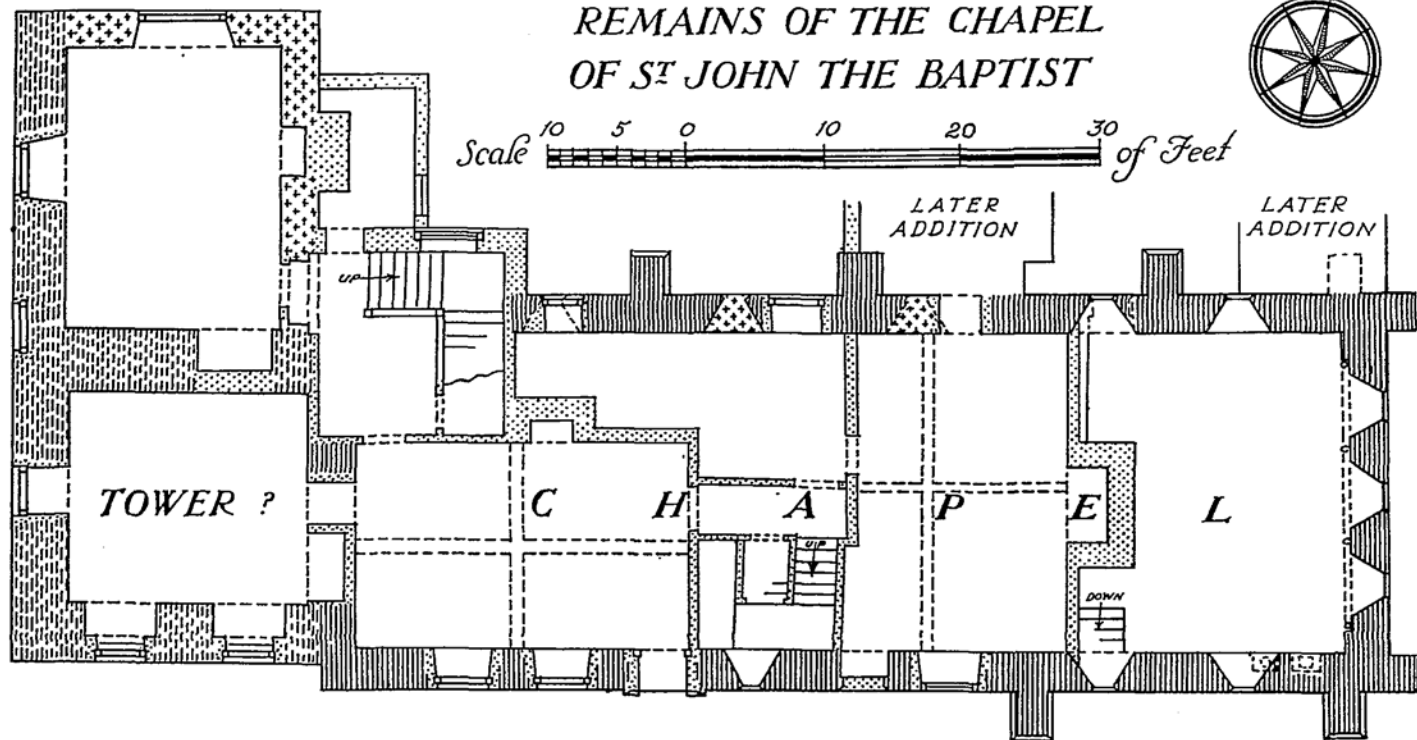 REMAINS OF THE CHAPEL
OF Sᵀ JOHN THE BAPTIST
Scale 10 5 0 10 20 30 of Feet
LATER
ADDITION
LATER
ADDITION
UP
TOWER ?
C H A P E L
UP
DOWN